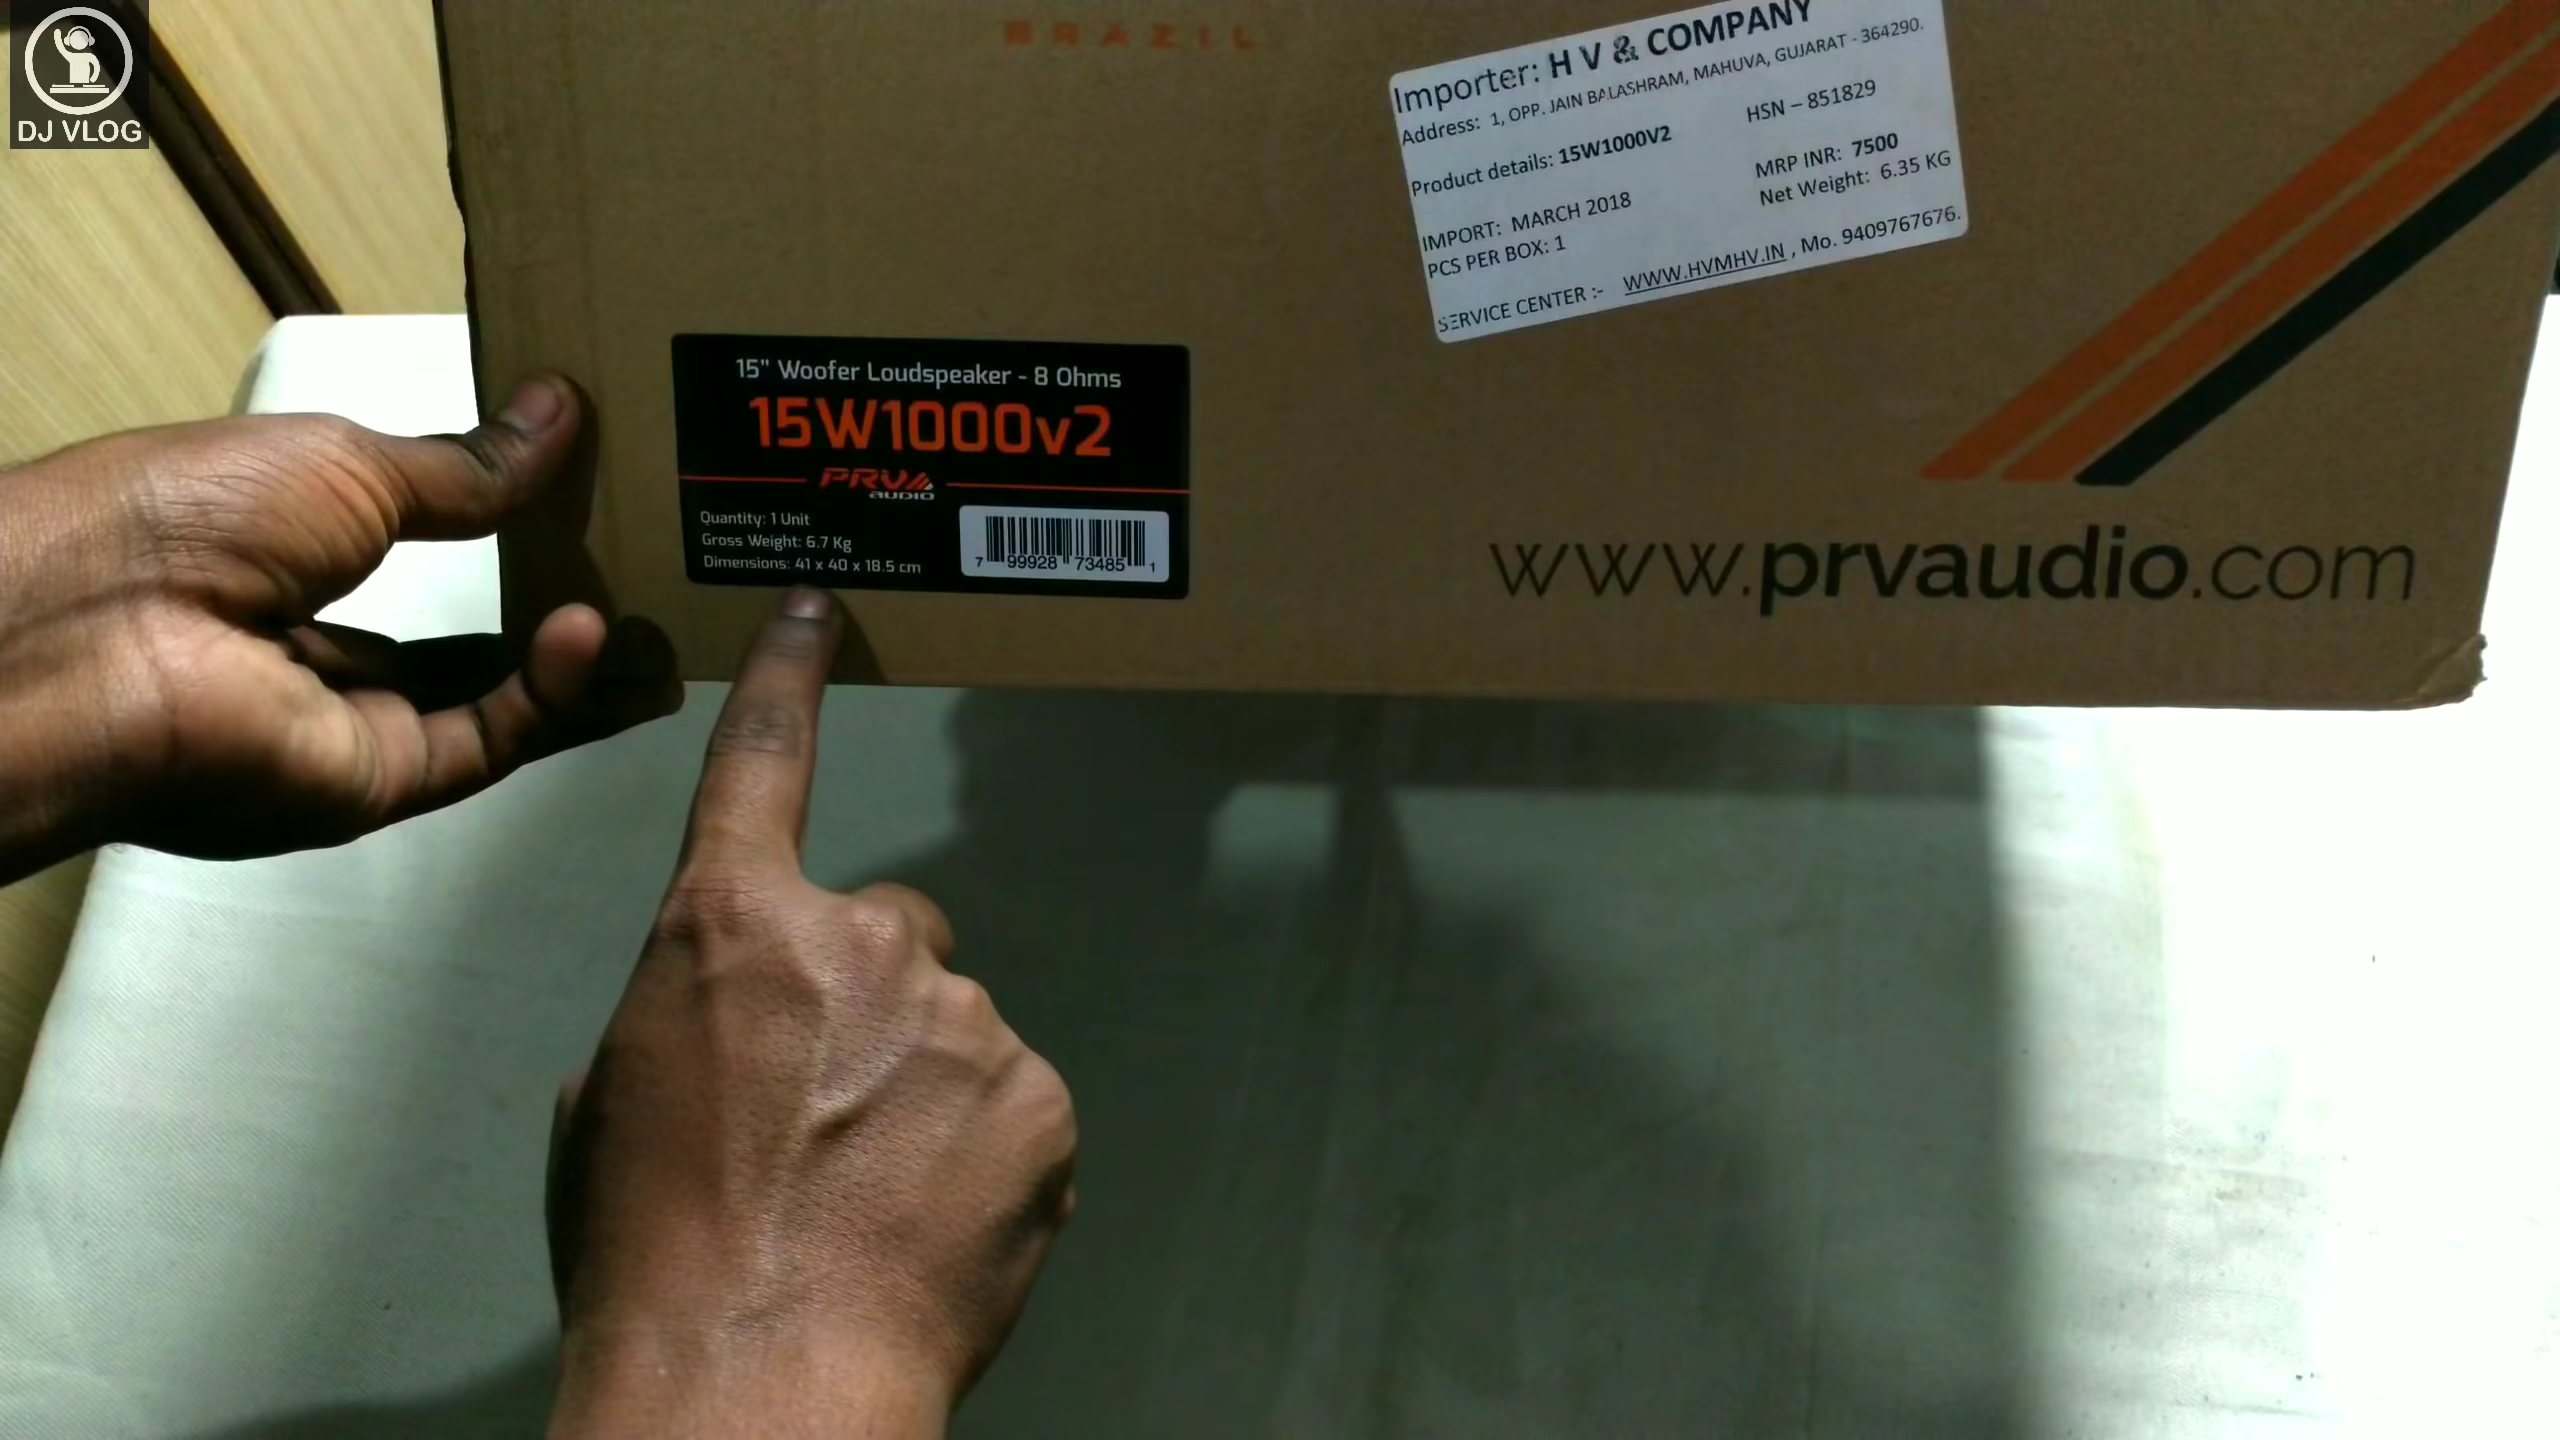 DJ VLOG
BRAZIL
Importer: H V & COMPANY
Address: 1, OPP. JAIN BALASHRAM, MAHUVA, GUJARAT - 364290.
Product details: 15W1000V2 HSN – 851829
MRP INR: 7500
IMPORT: MARCH 2018 Net Weight: 6.35 KG
PCS PER BOX: 1
SERVICE CENTER :- WWW.HVMHV.IN , Mo. 9409767676.
15" Woofer Loudspeaker - 8 Ohms
15W1000v2
PRV
AUDIO
Quantity: 1 Unit
Gross Weight: 6.7 Kg
Dimensions: 41 x 40 x 18.5 cm
7 99928 73485 1
www.prvaudio.com